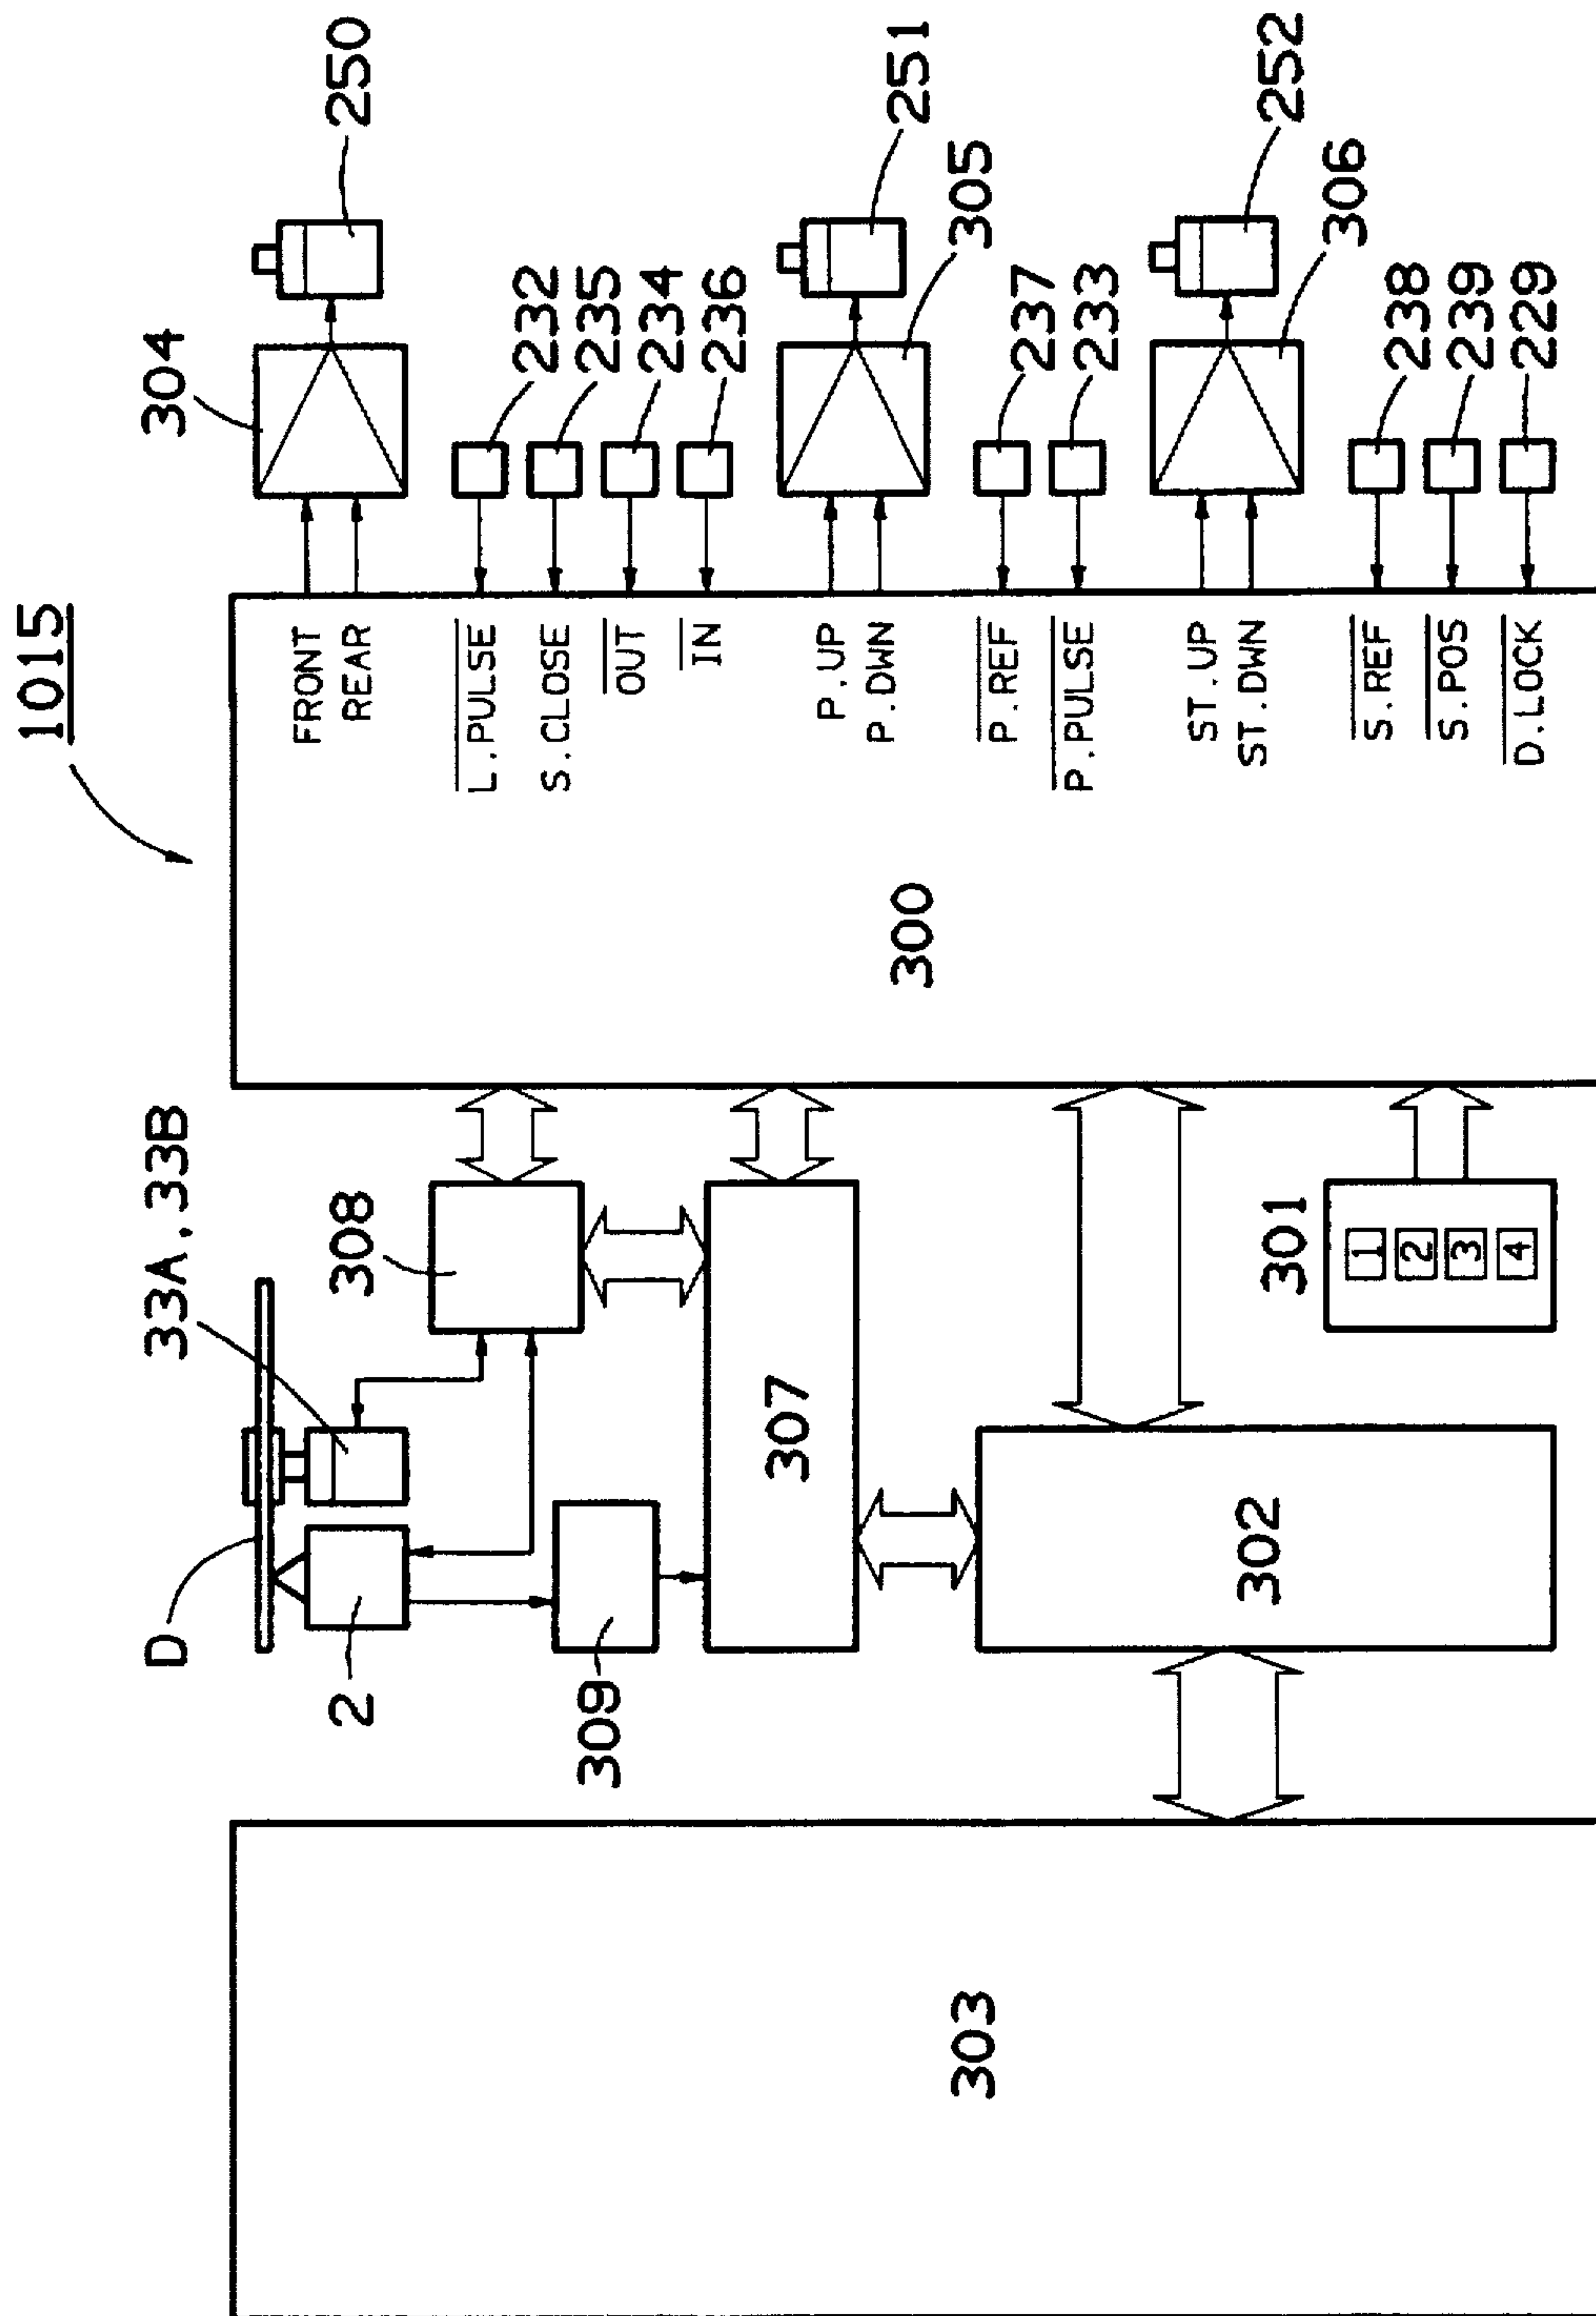 1015
304
250
FRONT
REAR
L.PULSE
232
S.CLOSE
235
OUT
234
IN
236
251
305
P.UP
P.DWN
P.REF
237
P.PULSE
233
252
306
ST.UP
ST.DWN
S.REF
238
S.POS
239
D.LOCK
229
300
33A, 33B
D
2
308
309
307
301
1
2
3
4
302
303